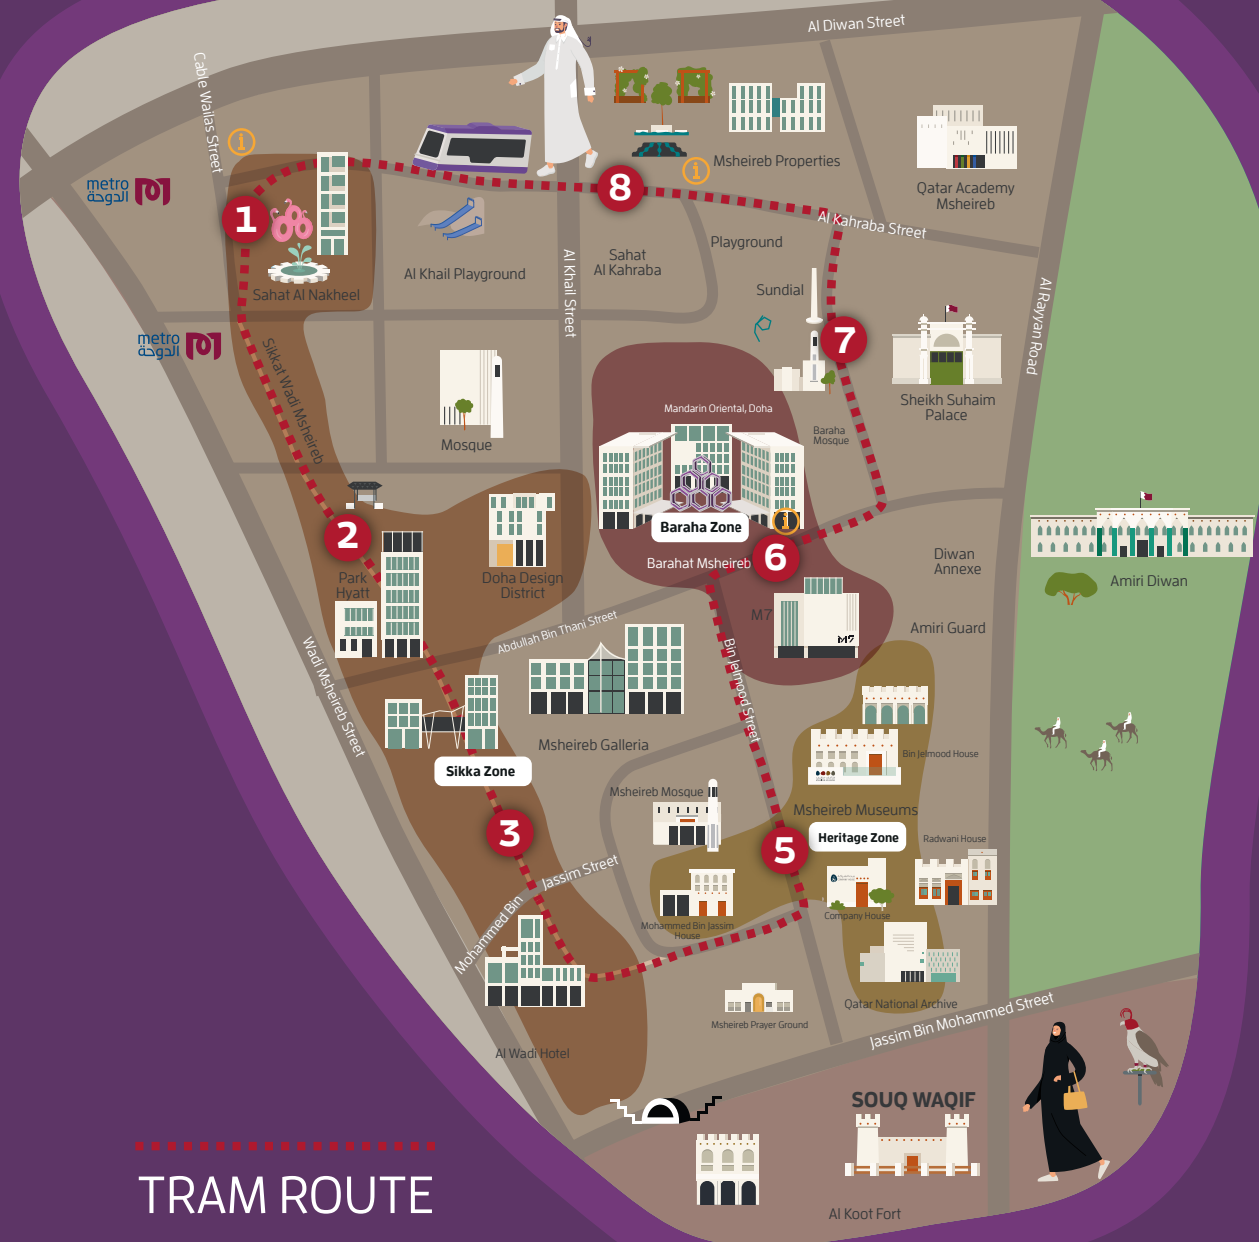 Al Diwan Street
Cable Wailas Street
Msheireb Properties
metro
الدوحة
Qatar Academy
Msheireb
8
1
Al Kahraba Street
Playground
Sahat
Al Kahraba
Al Khail Playground
Al Khail Street
Sundial
Sahat Al Nakheel
Al Rayyan Road
metro
الدوحة
7
Sikkat Wadi Msheireb
Sheikh Suhaim
Palace
Mandarin Oriental, Doha
Baraha
Mosque
Mosque
Baraha Zone
2
6
Barahat Msheireb
Diwan
Annexe
Park
Hyatt
Doha Design
District
Amiri Diwan
M7
M7
Abdullah Bin Thani Street
Amiri Guard
Wadi Msheireb Street
Bin Jelmood Street
Msheireb Galleria
Bin Jelmood House
Sikka Zone
Msheireb Mosque
Msheireb Museums
3
5
Heritage Zone
Radwani House
Mohammed Bin Jassim Street
Company House
Mohammed Bin Jassim
House
Qatar National Archive
Msheireb Prayer Ground
Jassim Bin Mohammed Street
Al Wadi Hotel
SOUQ WAQIF
TRAM ROUTE
Al Koot Fort